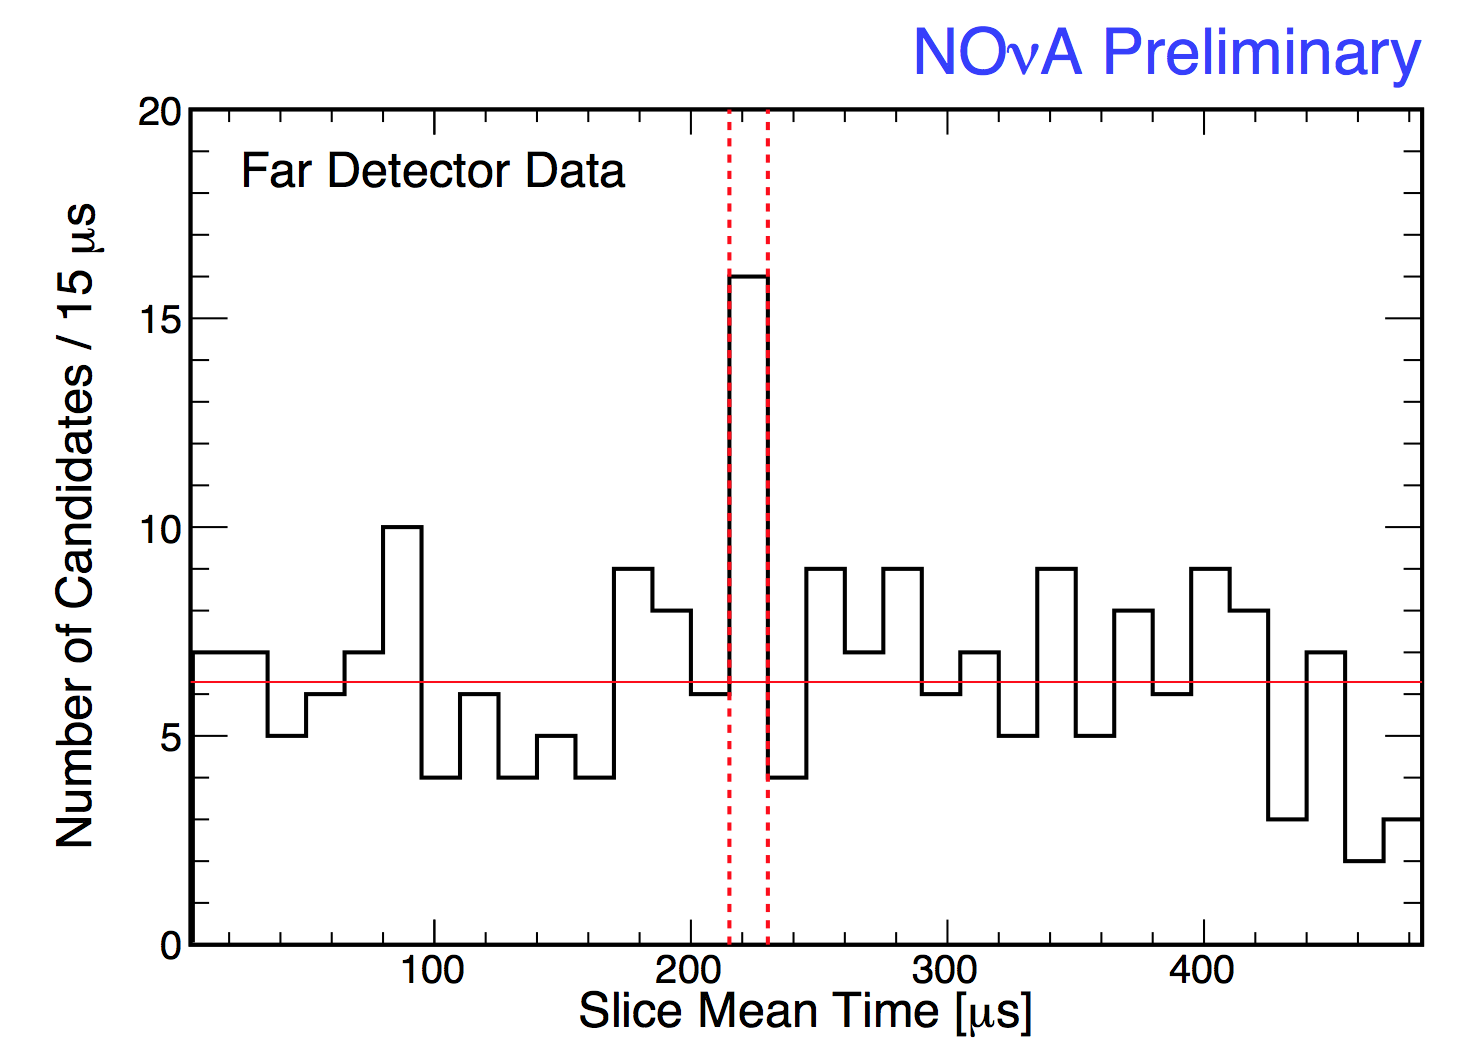 NOνA Preliminary
Far Detector Data
Number of Candidates / 15 μs
20
15
10
5
0
100 200 300 400
Slice Mean Time [μs]